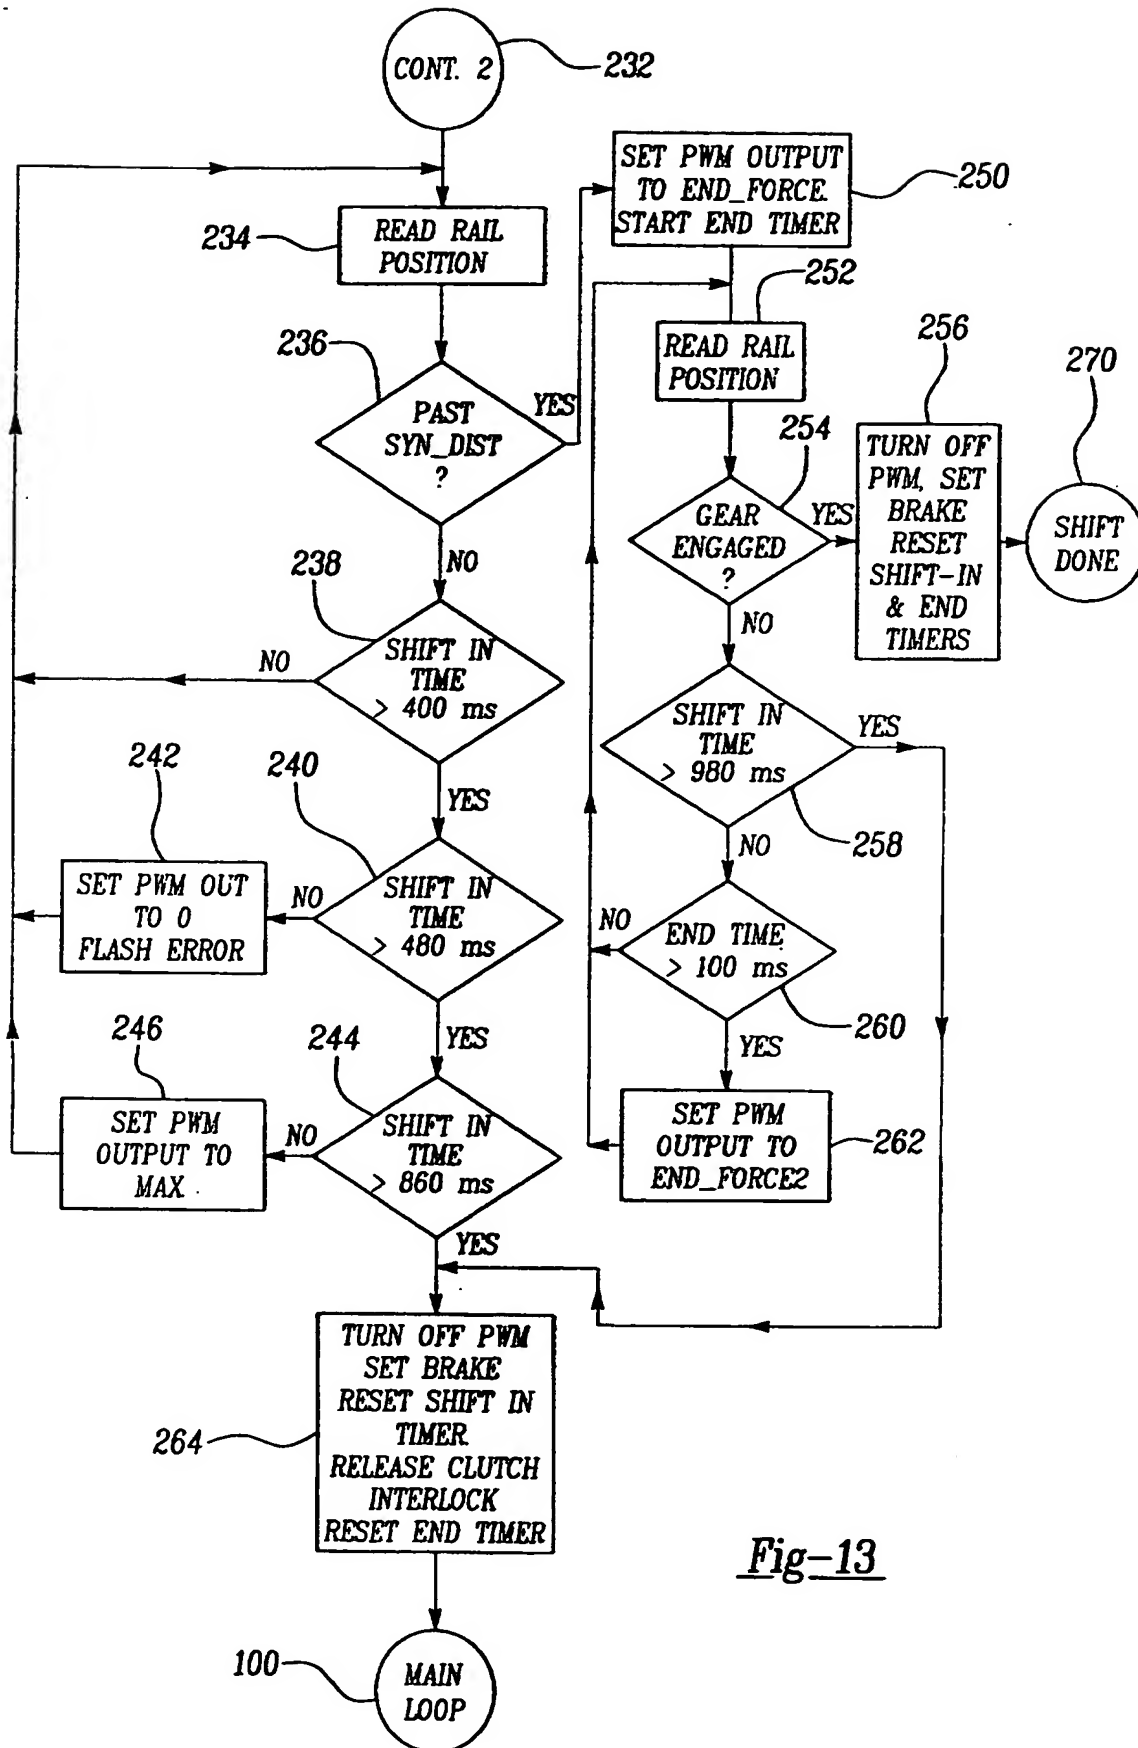 CONT. 2
232
234
READ RAIL
POSITION
236
PAST
SYN_DIST
?
YES
NO
238
SHIFT IN
TIME
> 400 ms
NO
YES
240
SHIFT IN
TIME
> 480 ms
NO
242
SET PWM OUT
TO 0
FLASH ERROR
YES
244
SHIFT IN
TIME
> 860 ms
NO
246
SET PWM
OUTPUT TO
MAX.
YES
SET PWM OUTPUT
TO END_FORCE.
START END TIMER
250
252
READ RAIL
POSITION
254
GEAR
ENGAGED
?
YES
256
TURN OFF
PWM, SET
BRAKE
RESET
SHIFT-IN
& END
TIMERS
270
SHIFT
DONE
NO
SHIFT IN
TIME
> 980 ms
YES
258
NO
END TIME
> 100 ms
NO
260
YES
SET PWM
OUTPUT TO
END_FORCE2
262
264
TURN OFF PWM
SET BRAKE
RESET SHIFT IN
TIMER.
RELEASE CLUTCH
INTERLOCK
RESET END TIMER
100
MAIN
LOOP
Fig-13